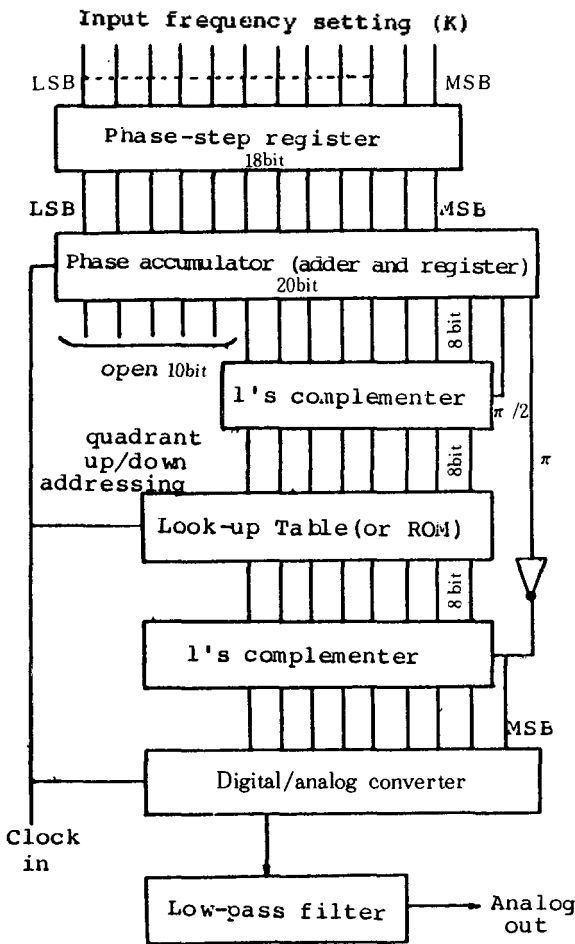 Input frequency setting (K)
LSB
MSB
Phase-step register
18bit
LSB
MSB
Phase accumulator (adder and register)
20bit
8 bit
open 10bit
1's complementer
π/2
quadrant
up/down
addressing
8bit
π
Look-up Table(or ROM)
8 bit
1's complementer
MSB
Digital/analog converter
Clock
in
Low-pass filter
Analog
out